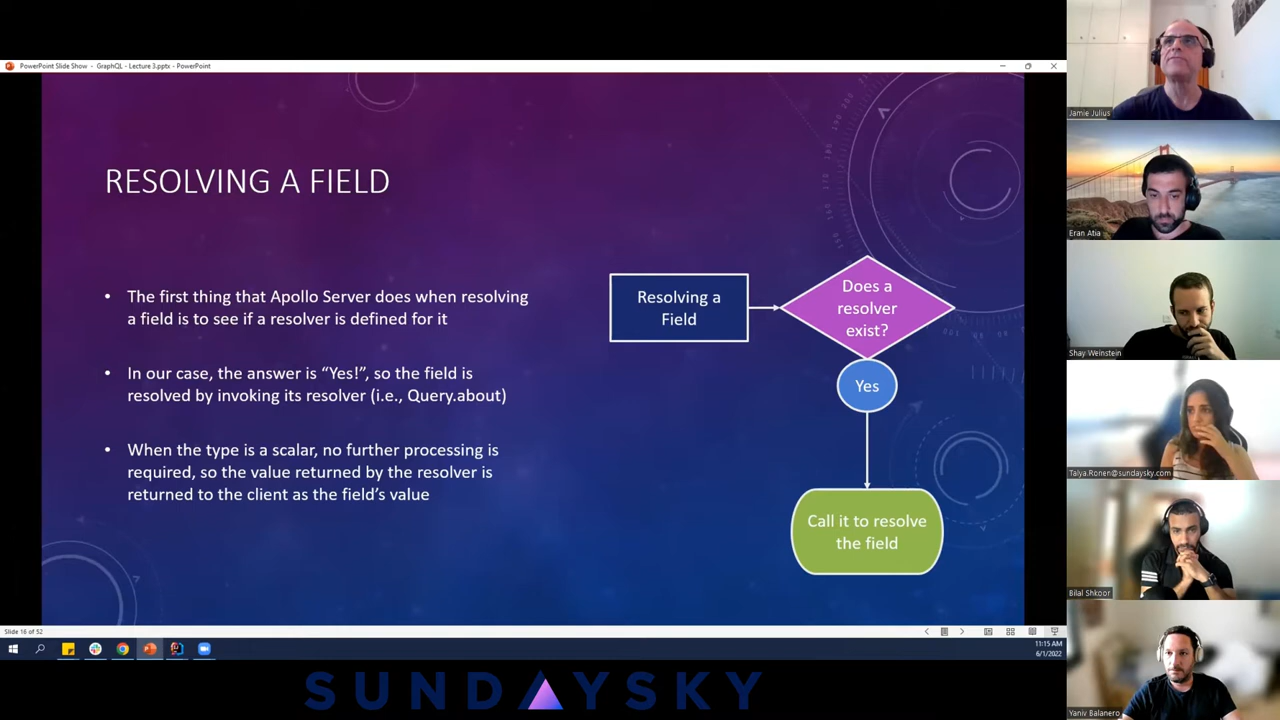 PowerPoint Slide Show - GraphQL - Lecture 3.pptx - PowerPoint
RESOLVING A FIELD
• The first thing that Apollo Server does when resolving
a field is to see if a resolver is defined for it
• In our case, the answer is “Yes!”, so the field is
resolved by invoking its resolver (i.e., Query.about)
• When the type is a scalar, no further processing is
required, so the value returned by the resolver is
returned to the client as the field’s value
Resolving a
Field
Does a
resolver
exist?
Yes
Call it to resolve
the field
Slide 16 of 52
11:15 AM
6/1/2022
SUNDAYSKY
Jamie Julius
Eran Atia
Shay Weinstein
Talya.Ronen@sundaysky.com
Bilal Shkoor
Yaniv Balanero